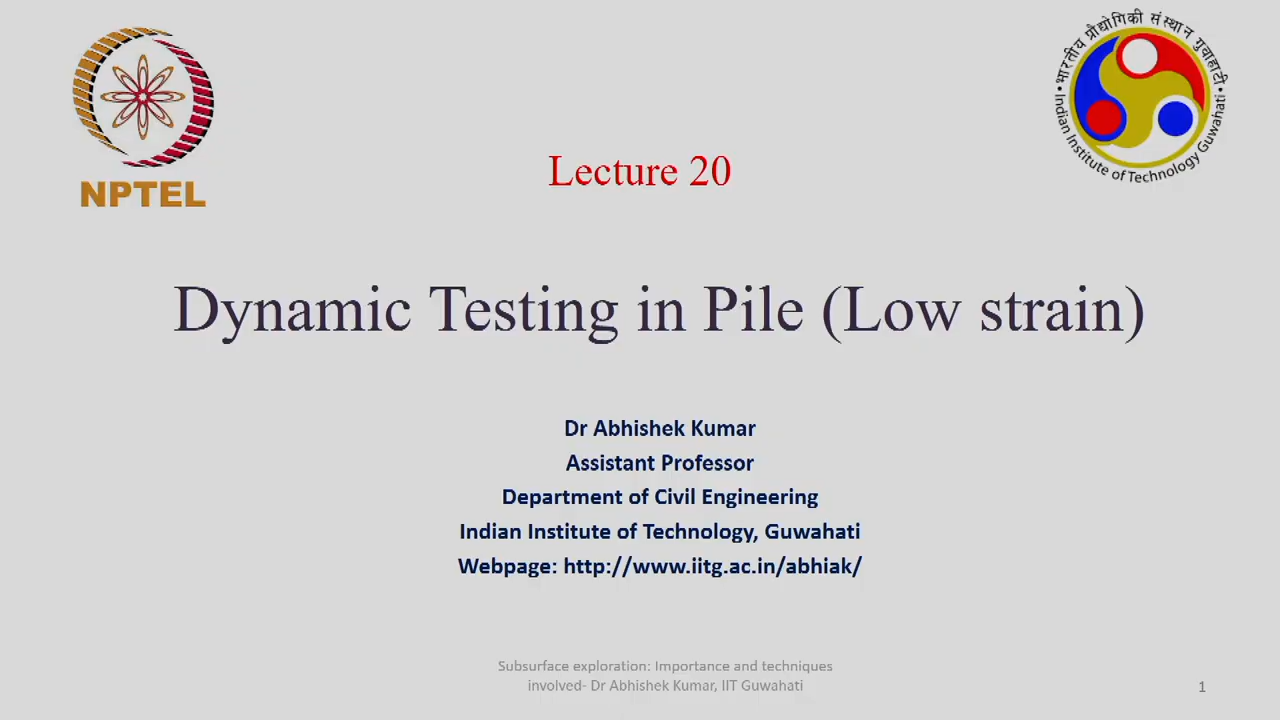 NPTEL
भारतीय प्रौद्योगिकी संस्थान गुवाहाटी
Indian Institute of Technology Guwahati
Lecture 20
Dynamic Testing in Pile (Low strain)
Dr Abhishek Kumar
Assistant Professor
Department of Civil Engineering
Indian Institute of Technology, Guwahati
Webpage: http://www.iitg.ac.in/abhiak/
Subsurface exploration: Importance and techniques
involved- Dr Abhishek Kumar, IIT Guwahati
1